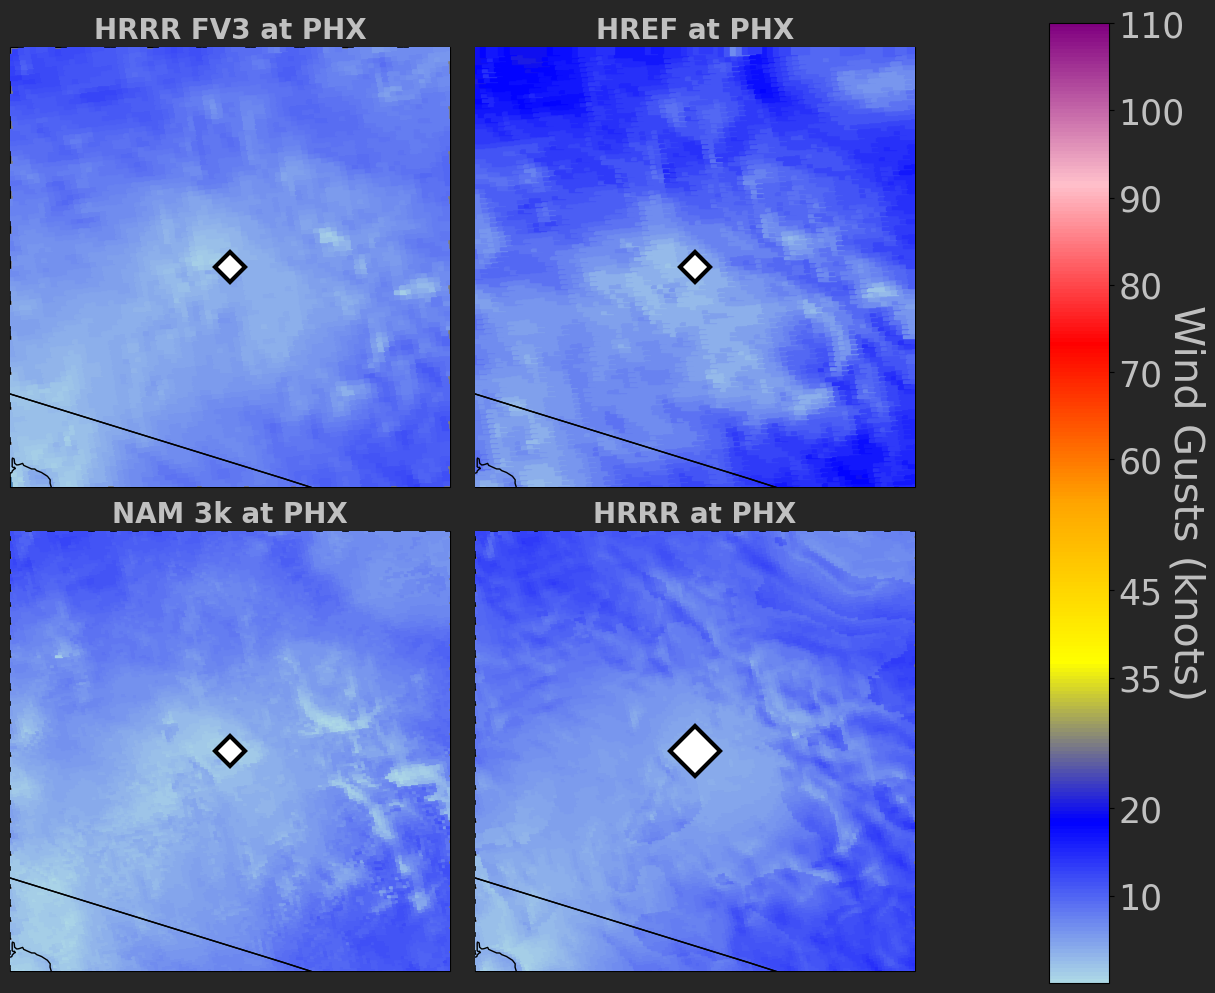 HRRR FV3 at PHX
HREF at PHX
NAM 3k at PHX
HRRR at PHX
110
100
90
80
70
60
45
35
20
10
Wind Gusts (knots)